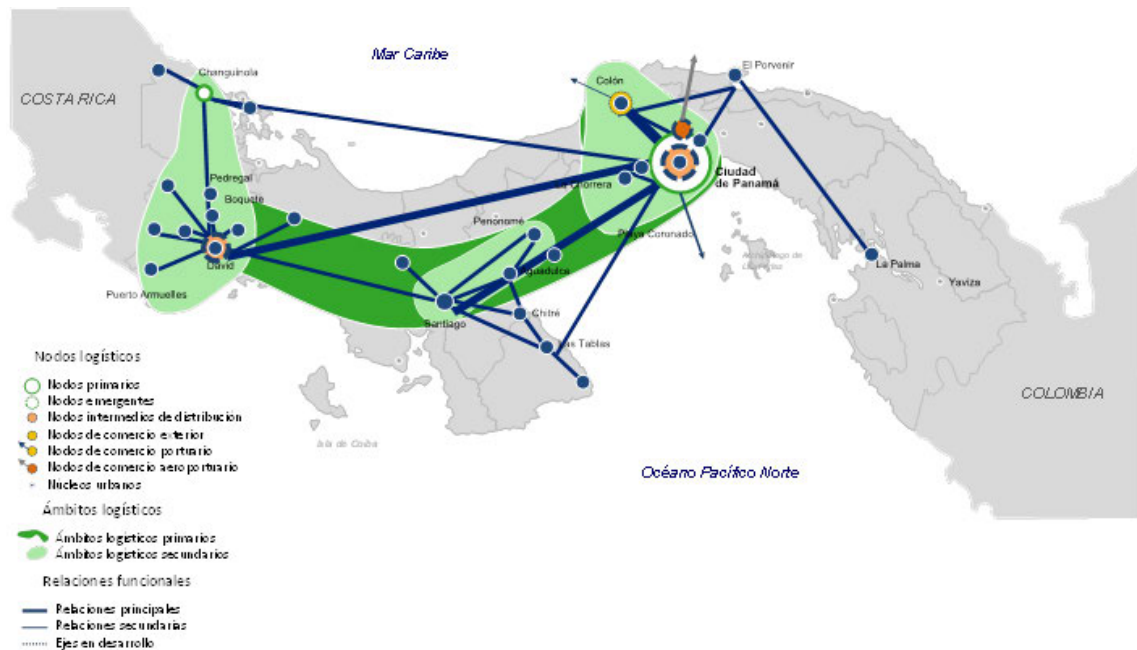 Mar Caribe
El Porvenir
Changuinola
Colón
COSTA RICA
Pedregal
Ciudad
de Panamá
Boquete
La Chorrera
Penonomé
Playa Coronado
David
Aguadulce
La Palma
Yaviza
Puerto Armuelles
Santiago
Chitré
Las Tablas
COLOMBIA
Isla de Coiba
Océano Pacífico Norte
Nodos logísticos
Nodos primarios
Nodos emergentes
Nodos intermedios de distribución
Nodos de comercio exterior
Nodos de comercio portuario
Nodos de comercio aeroportuario
Núcleos urbanos
Ámbitos logísticos
Ámbitos logísticos primarios
Ámbitos logísticos secundarios
Relaciones funcionales
Relaciones principales
Relaciones secundarias
Ejes en desarrollo